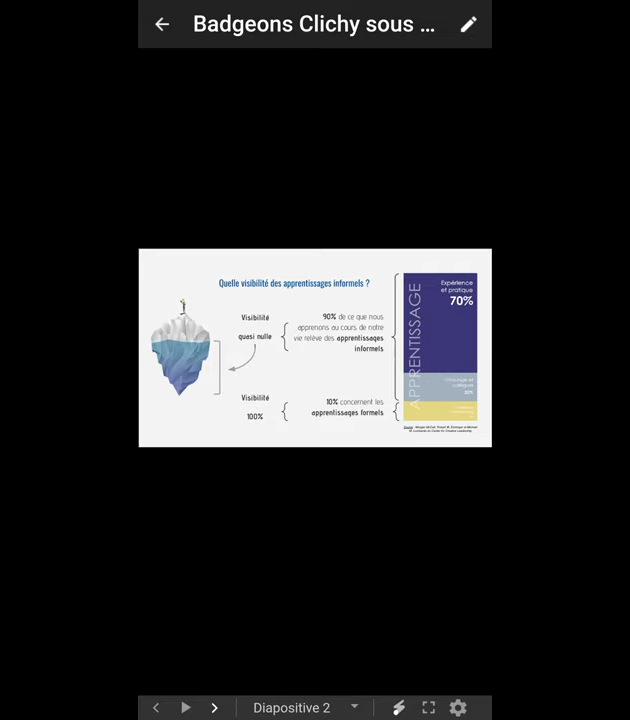 Badgeons Clichy sous ...
Quelle visibilité des apprentissages informels ?
Visibilité
quasi nulle
90% de ce que nous
apprenons au cours de notre
vie relève des apprentissages
informels
Visibilité
100%
10% concernent les
apprentissages formels
APPRENTISSAGE
Expérience
et pratique
70%
20%
Diapositive 2